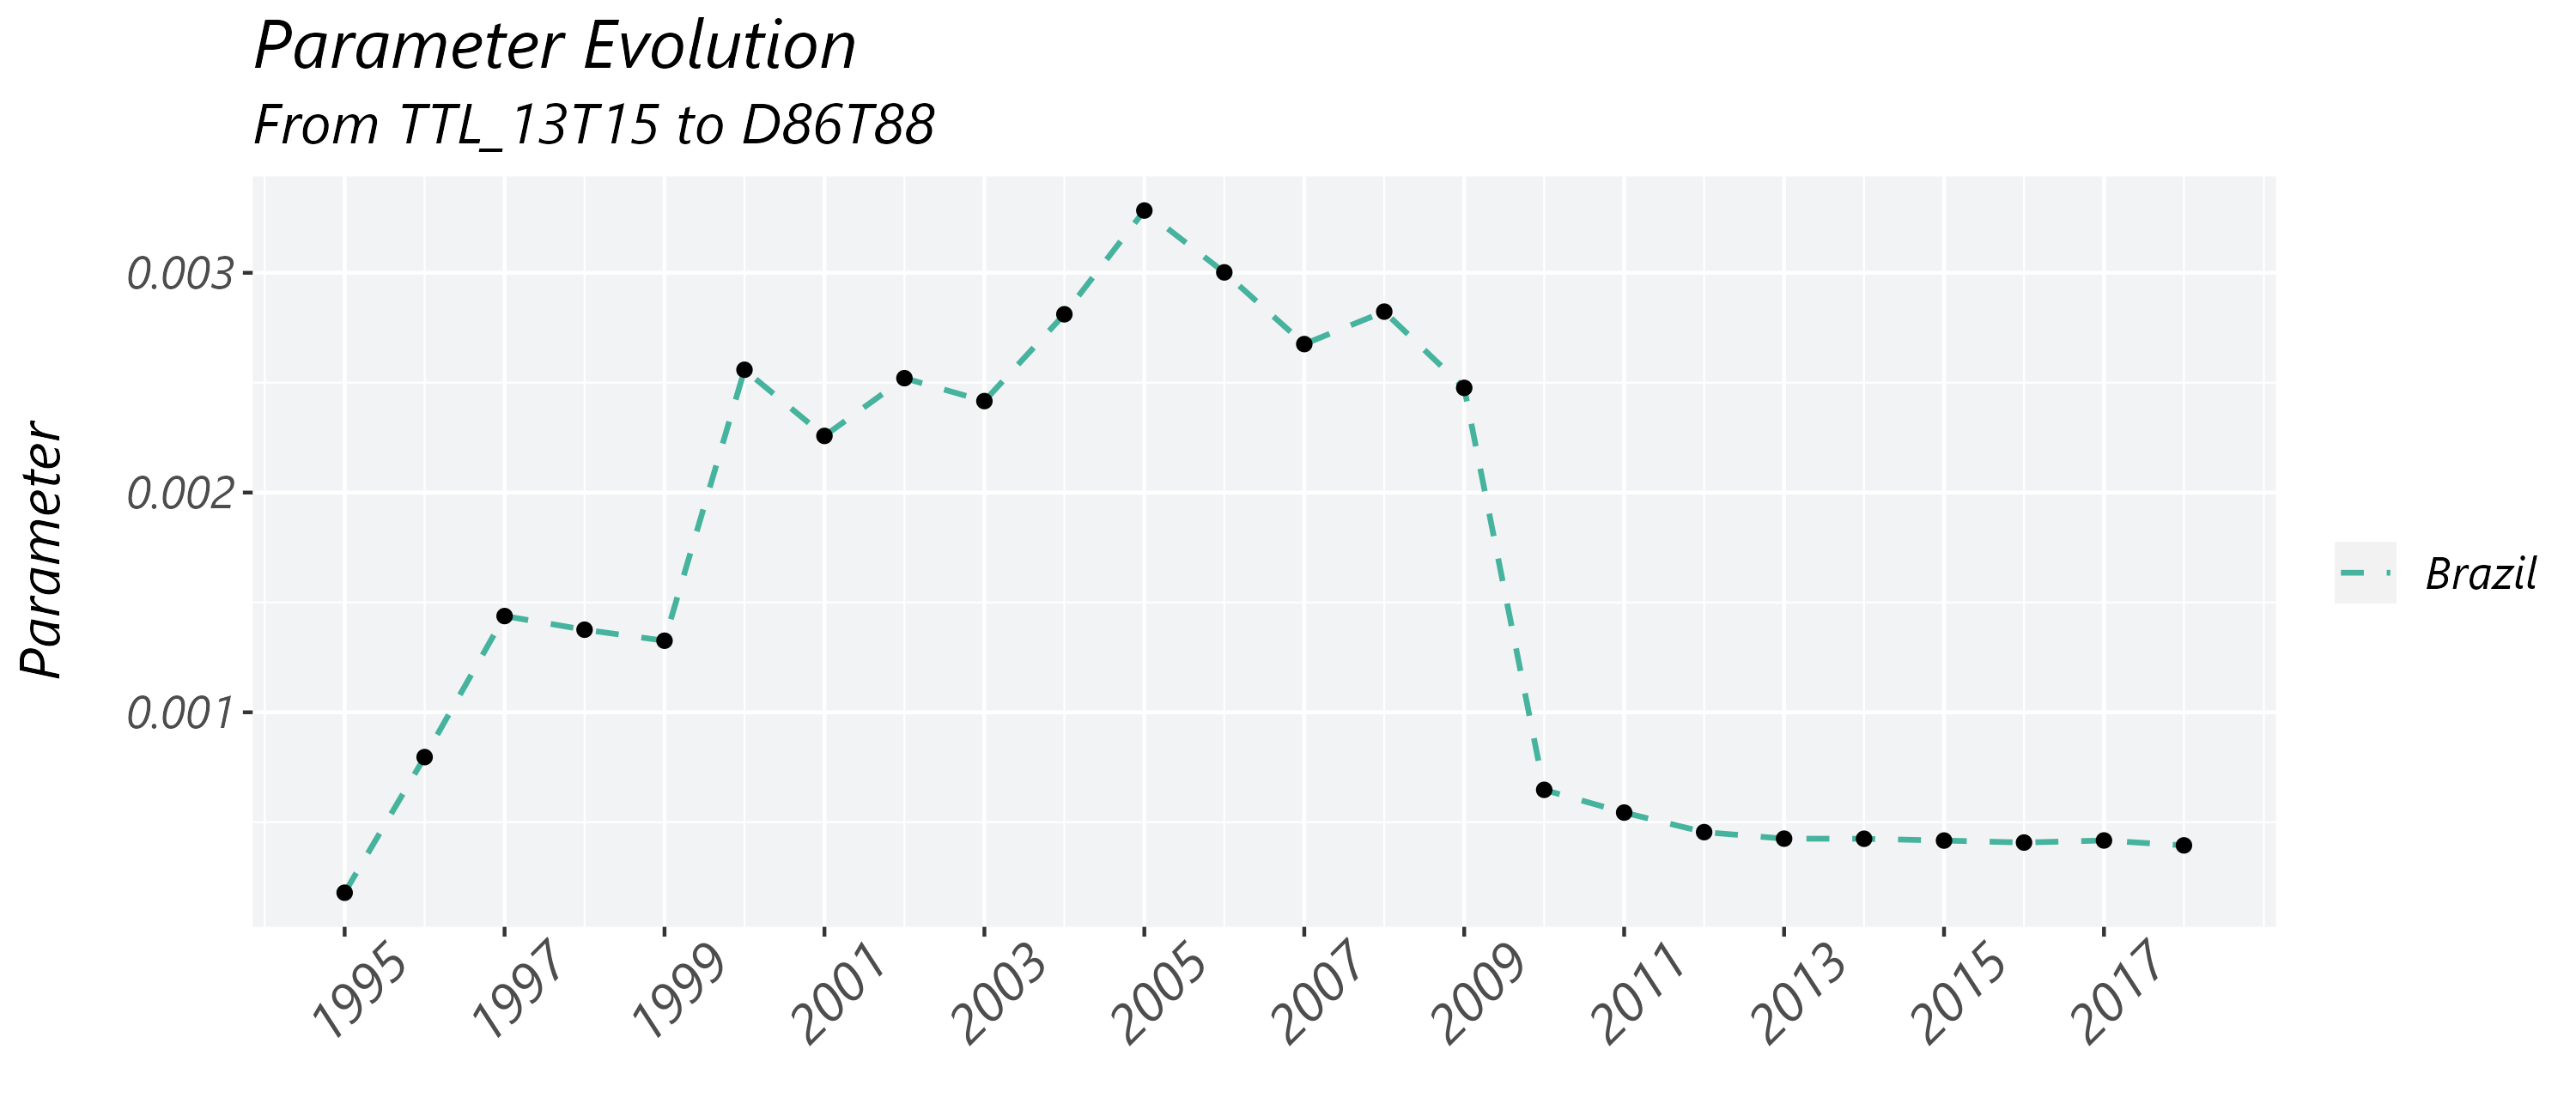 Parameter Evolution
From TTL_13T15 to D86T88
Parameter
0.003
0.002
0.001
1995 1997 1999 2001 2003 2005 2007 2009 2011 2013 2015 2017
Brazil